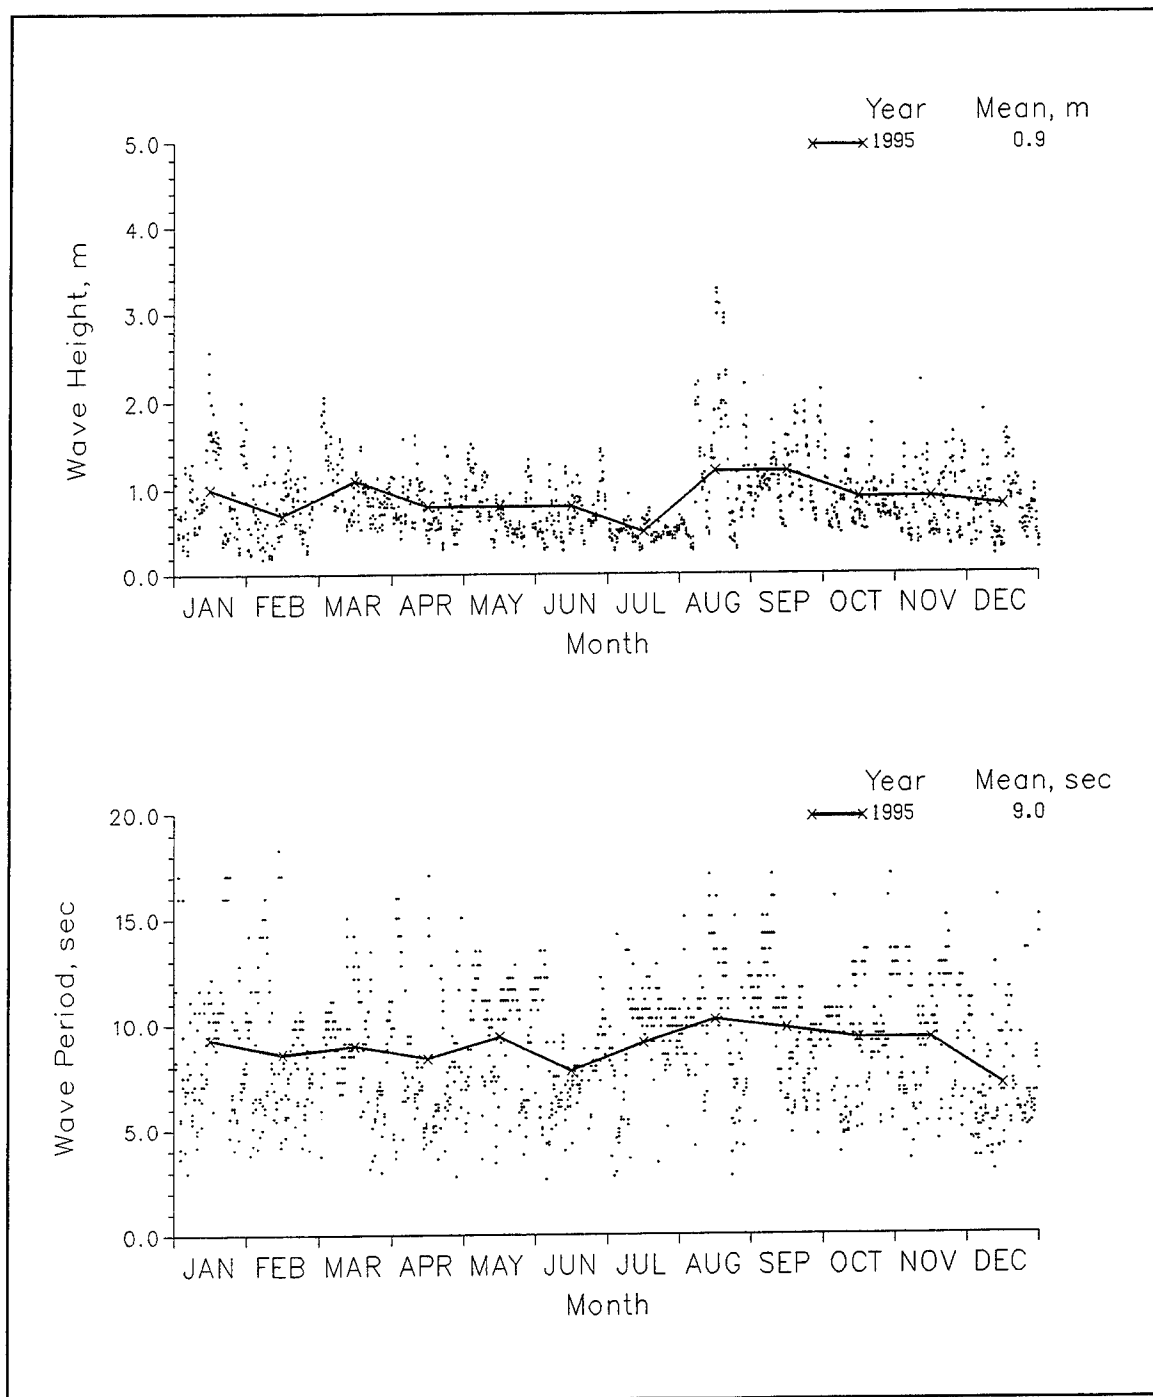 Year Mean, m
1995 0.9
5.0
4.0
3.0
2.0
1.0
0.0
Wave Height, m
JAN FEB MAR APR MAY JUN JUL AUG SEP OCT NOV DEC
Month
Year Mean, sec
1995 9.0
20.0
15.0
10.0
5.0
0.0
Wave Period, sec
JAN FEB MAR APR MAY JUN JUL AUG SEP OCT NOV DEC
Month